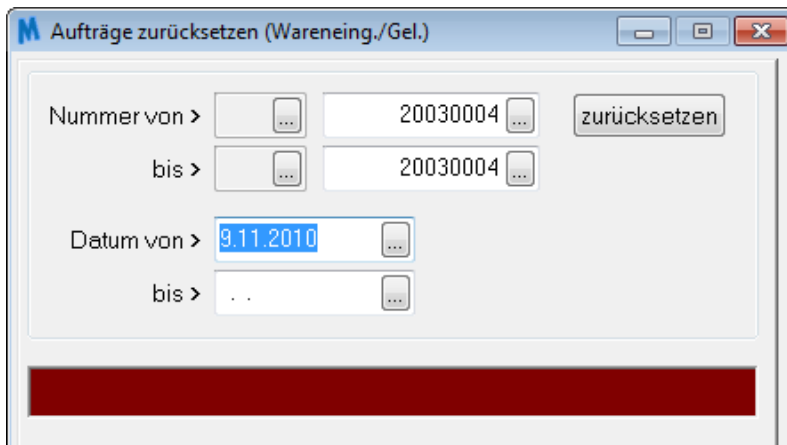 M Aufträge zurücksetzen (Wareneing./Gel.)
Nummer von > ... 20030004 ... zurücksetzen
bis > ... 20030004 ...
Datum von > 9.11.2010 ...
bis > . . ...